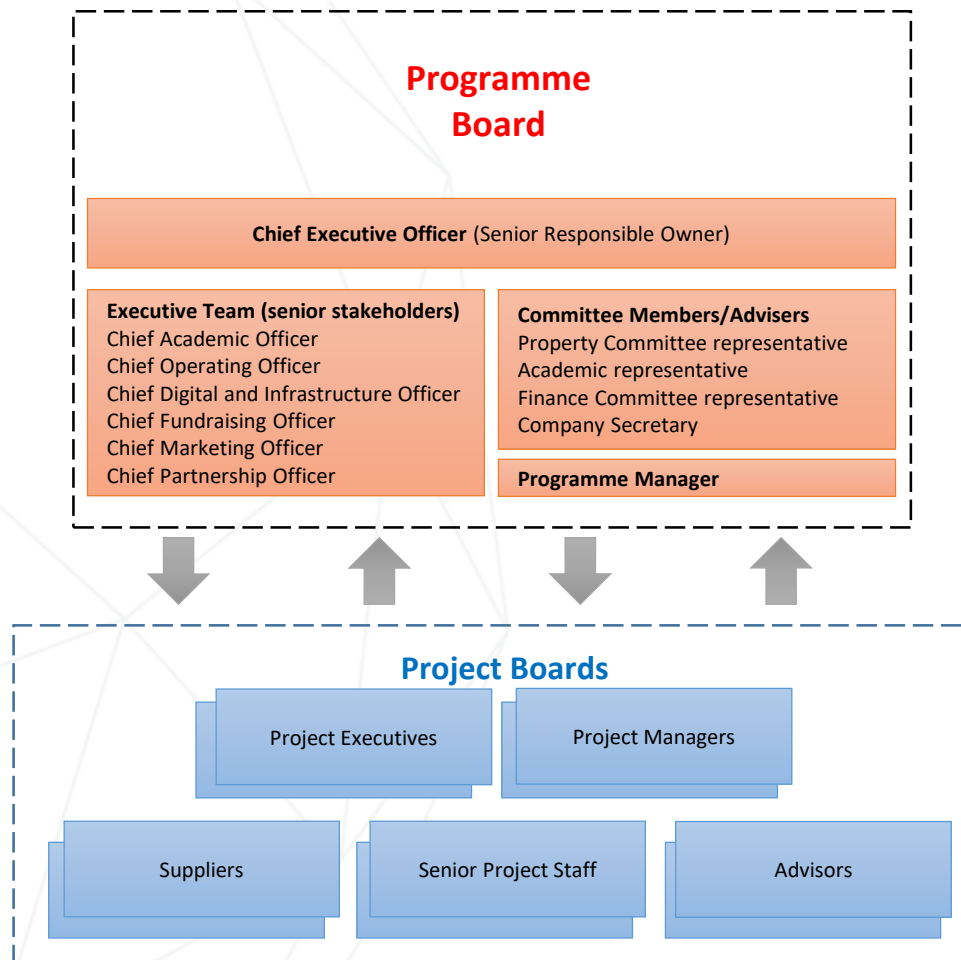 Programme
Board
Chief Executive Officer (Senior Responsible Owner)
Executive Team (senior stakeholders)
Chief Academic Officer
Chief Operating Officer
Chief Digital and Infrastructure Officer
Chief Fundraising Officer
Chief Marketing Officer
Chief Partnership Officer
Committee Members/Advisers
Property Committee representative
Academic representative
Finance Committee representative
Company Secretary
Programme Manager
Project Boards
Project Executives
Project Managers
Suppliers
Senior Project Staff
Advisors